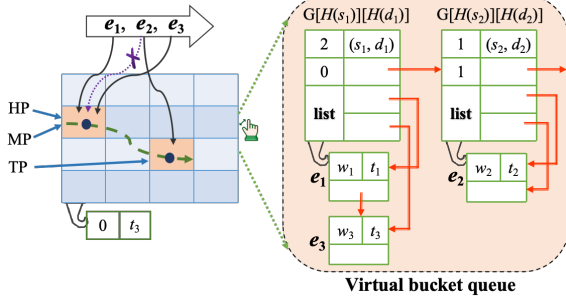 e₁, e₂, e₃
HP
MP
TP
0 t₃
G[H(s₁)][H(d₁)] G[H(s₂)][H(d₂)]
2 (s₁, d₁)
0
list
1 (s₂, d₂)
1
list
e₁ w₁ t₁
e₂ w₂ t₂
e₃ w₃ t₃
Virtual bucket queue